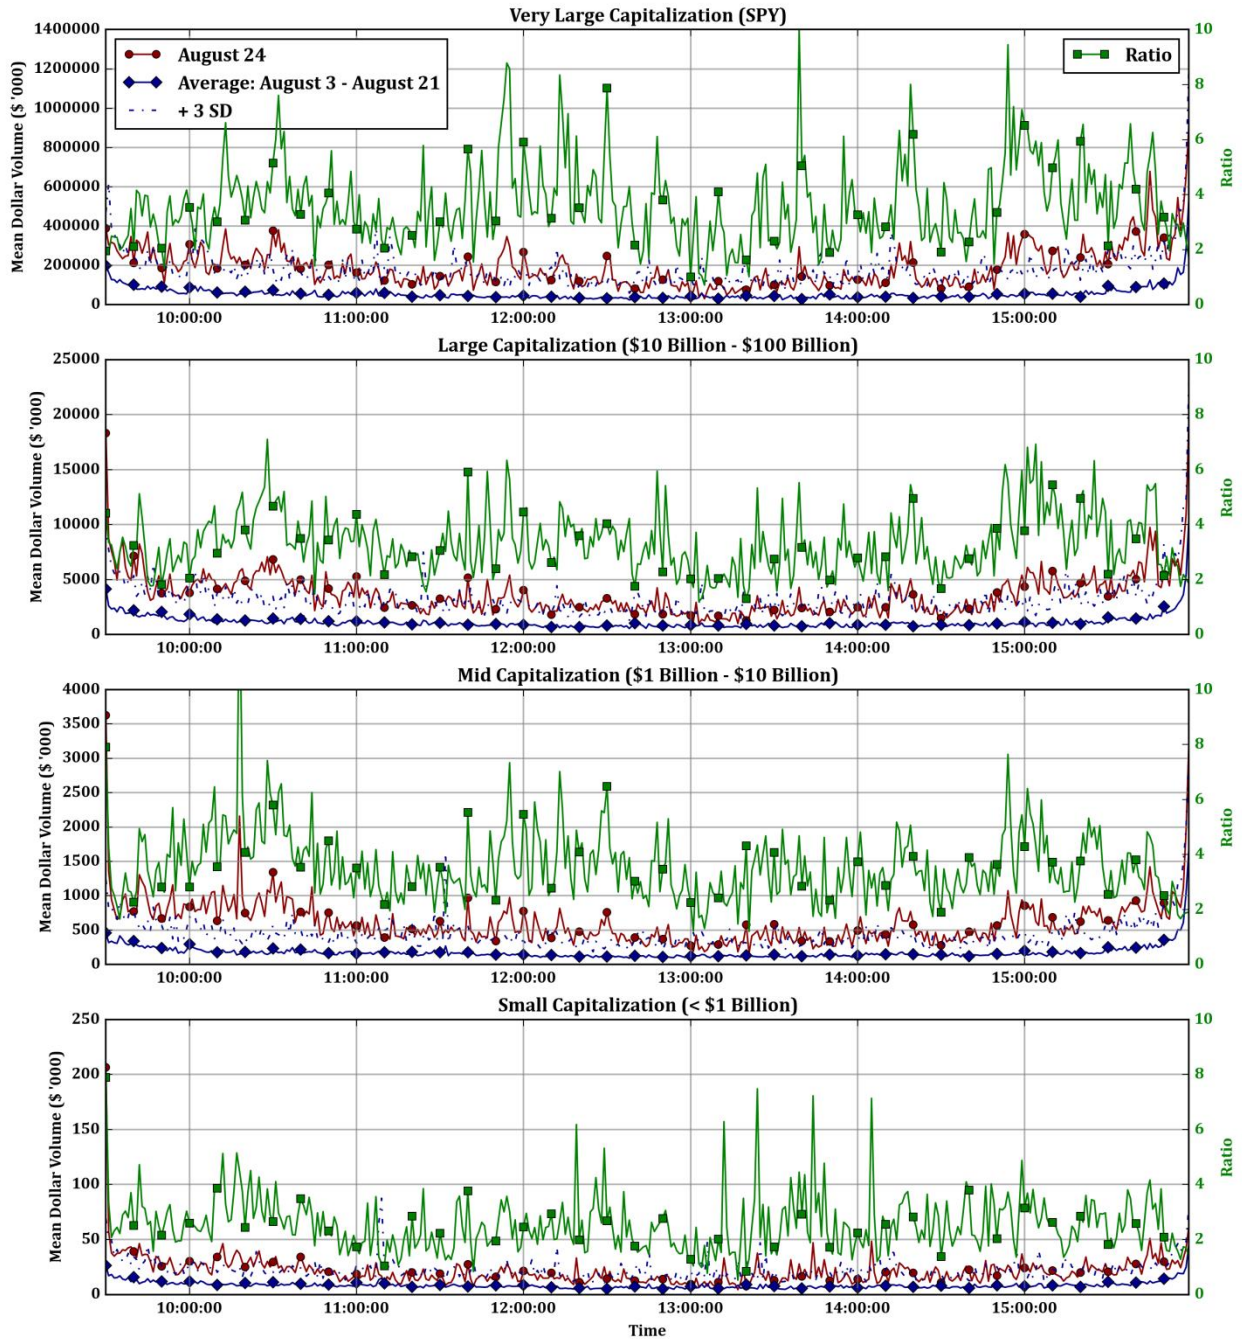 Very Large Capitalization (SPY)
Mean Dollar Volume ($ '000)
1400000
1200000
1000000
800000
600000
400000
200000
0
August 24
Average: August 3 - August 21
+ 3 SD
Ratio
10
8
6
4
2
0
Ratio
10:00:00 11:00:00 12:00:00 13:00:00 14:00:00 15:00:00
Large Capitalization ($10 Billion - $100 Billion)
Mean Dollar Volume ($ '000)
25000
20000
15000
10000
5000
0
10
8
6
4
2
0
Ratio
10:00:00 11:00:00 12:00:00 13:00:00 14:00:00 15:00:00
Mid Capitalization ($1 Billion - $10 Billion)
Mean Dollar Volume ($ '000)
4000
3500
3000
2500
2000
1500
1000
500
0
10
8
6
4
2
0
Ratio
10:00:00 11:00:00 12:00:00 13:00:00 14:00:00 15:00:00
Small Capitalization (< $1 Billion)
Mean Dollar Volume ($ '000)
250
200
150
100
50
0
10
8
6
4
2
0
Ratio
10:00:00 11:00:00 12:00:00 13:00:00 14:00:00 15:00:00
Time